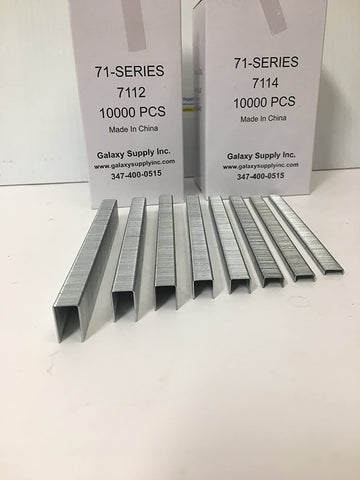 71-SERIES
7112
10000 PCS
Made In China
Galaxy Supply Inc.
www.galaxysupplyinc.com
347-400-0515
71-SERIES
7114
10000 PCS
Made In China
Galaxy Supply Inc.
www.galaxysupplyinc.com
347-400-0515